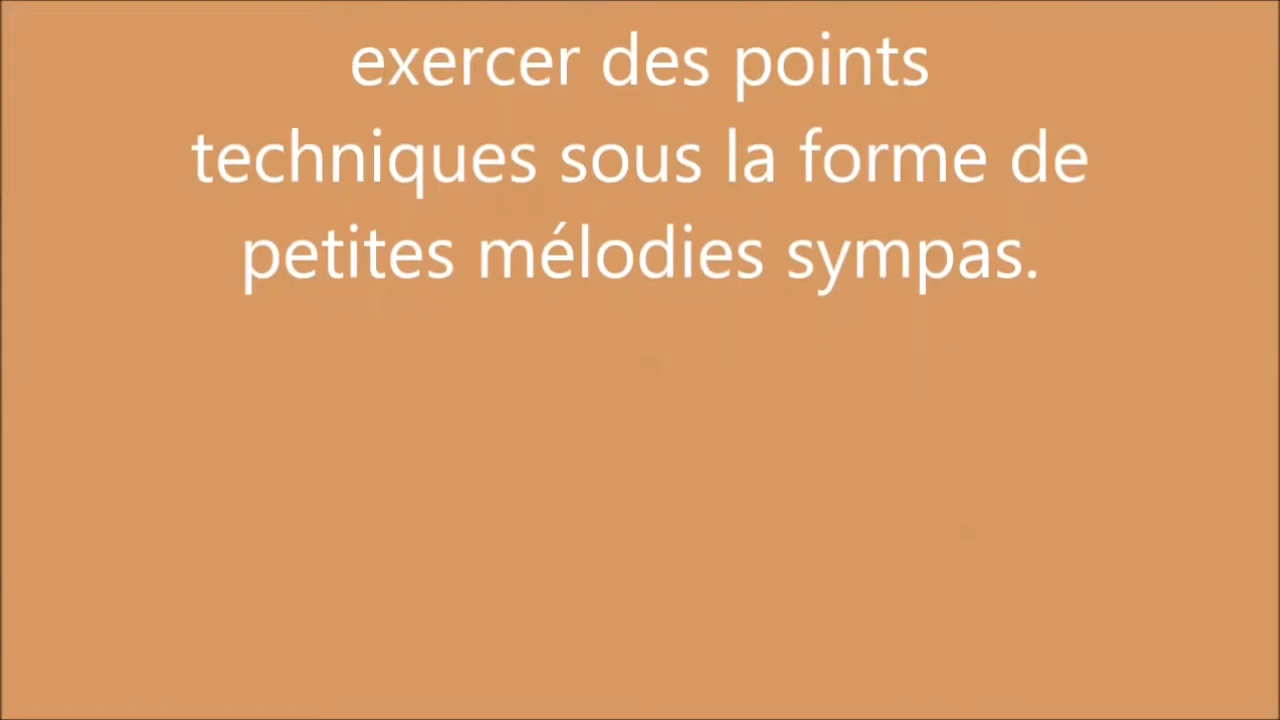 exercer des points
techniques sous la forme de
petites mélodies sympas.